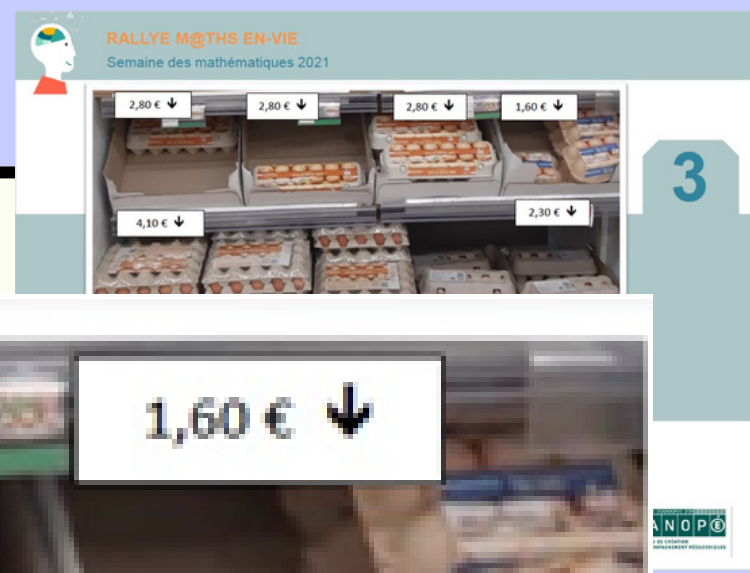 RALLYE M@THS EN-VIE
Semaine des mathématiques 2021
2,80 € ↓
2,80 € ↓
2,80 € ↓
1,60 € ↓
3
4,10 € ↓
2,30 € ↓
1,60 € ↓
ANOPÉ